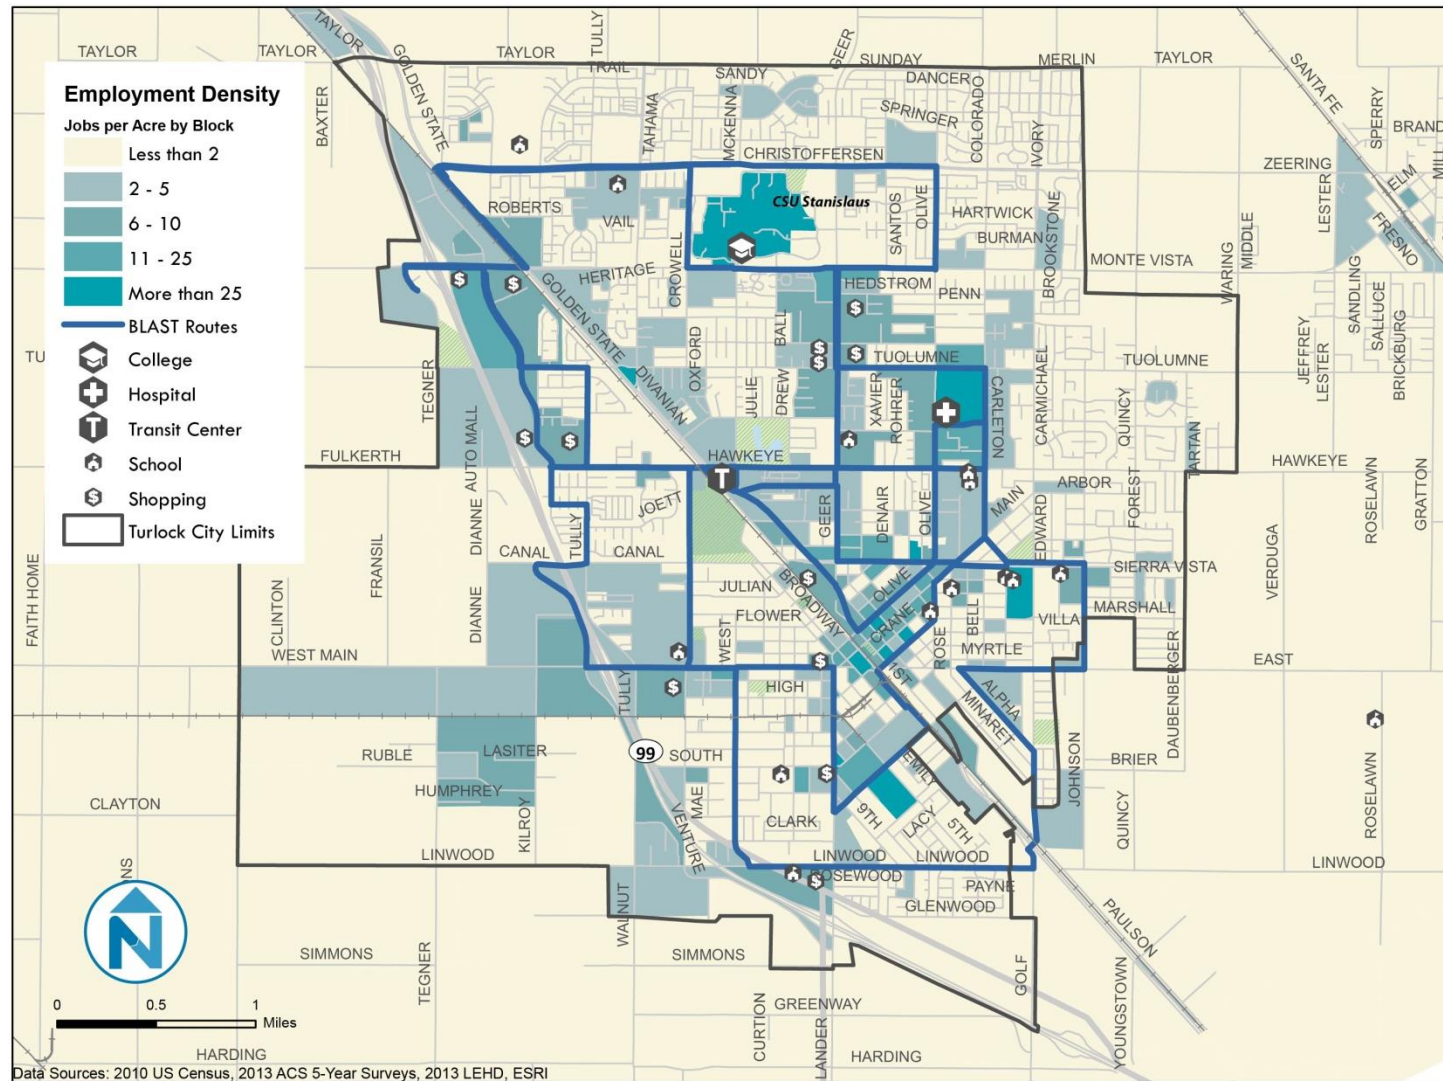 TAYLOR
TAYLOR
TAYLOR
GOLDEN STATE
TAYLOR
TULLY
TRAIL
SANDY
GEER
SUNDAY
MERLIN
TAYLOR
SANTA FE
DANCER
Employment Density
Jobs per Acre by Block
Less than 2
2 - 5
6 - 10
11 - 25
More than 25
BLAST Routes
College
Hospital
Transit Center
School
Shopping
Turlock City Limits
BAXTER
TAHAMA
MCKENNA
SPRINGER
COLORADO
IVORY
SPERRY
BRAND
CHRISTOFFERSEN
ZEERING
ELM
MILL
LESTER
CSU Stanislaus
ROBERTS
VAIL
SANTOS
OLIVE
HARTWICK
BURMAN
BROOKSTONE
WARING
MIDDLE
FRESNO
CROWELL
HERITAGE
MONTE VISTA
HEDSTROM
PENN
GOLDEN STATE
DIVANIAN
OXFORD
BALL
SANDLING
SALLUCE
BRICKBURG
JEFFREY
LESTER
TU
TEGNER
TUOLUMNE
TUOLUMNE
JULIE
DREW
XAVIER
ROHRER
CARLETON
CARMICHAEL
QUINCY
TARTAN
AUTO MALL
FULKERTH
HAWKEYE
HAWKEYE
ROSELAWN
GRATTON
JOETT
GEER
DENAIR
OLIVE
MAIN
ARBOR
FOREST
EDWARD
DIANNE
TULLY
CANAL
CANAL
SIERRA VISTA
FAITH HOME
FRANSIL
CLINTON
DIANNE
JULIAN
FLOWER
BROADWAY
OLIVE
CRANE
BELL
ROSE
VILLA
MARSHALL
VERDUGA
WEST MAIN
WEST
1ST
MYRTLE
DAUBENBERGER
EAST
TULLY
HIGH
ALPHA
MINARET
RUBLE
LASITER
99
SOUTH
EMILY
JOHNSON
BRIER
ROSELAWN
HUMPHREY
CLAYTON
KILROY
VENTURE
MAE
CLARK
9TH
LACY
5TH
QUINCY
LINWOOD
LINWOOD
LINWOOD
LINWOOD
ROSEWOOD
PAYNE
GLENWOOD
NS
N
WALNUT
PAULSON
SIMMONS
SIMMONS
TEGNER
GOLF
YOUNGSTOWN
0 0.5 1
Miles
GREENWAY
CURTION
LANDER
HARDING
HARDING
Data Sources: 2010 US Census, 2013 ACS 5-Year Surveys, 2013 LEHD, ESRI